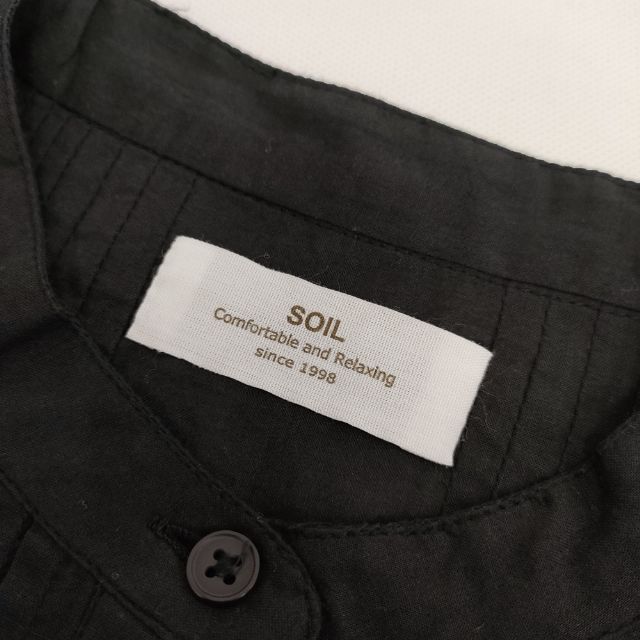 SOIL
Comfortable and Relaxing
since 1998